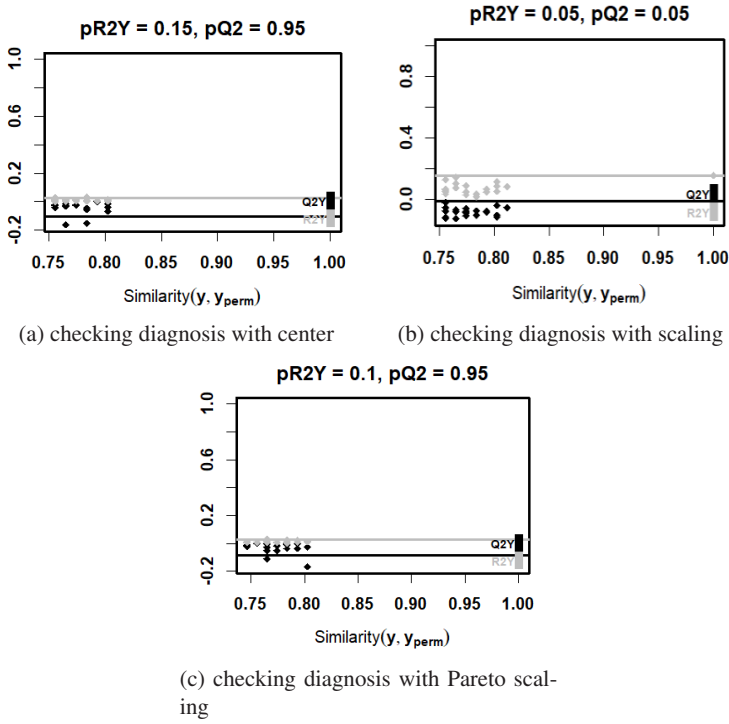 pR2Y = 0.15, pQ2 = 0.95
1.0
0.6
0.2
-0.2
Q2Y
R2Y
0.75 0.80 0.85 0.90 0.95 1.00
Similarity(y, yperm)
(a) checking diagnosis with center
pR2Y = 0.05, pQ2 = 0.05
0.8
0.4
0.0
Q2Y
R2Y
0.75 0.80 0.85 0.90 0.95 1.00
Similarity(y, yperm)
(b) checking diagnosis with scaling
pR2Y = 0.1, pQ2 = 0.95
1.0
0.6
0.2
-0.2
Q2Y
R2Y
0.75 0.80 0.85 0.90 0.95 1.00
Similarity(y, yperm)
(c) checking diagnosis with Pareto scal-
ing